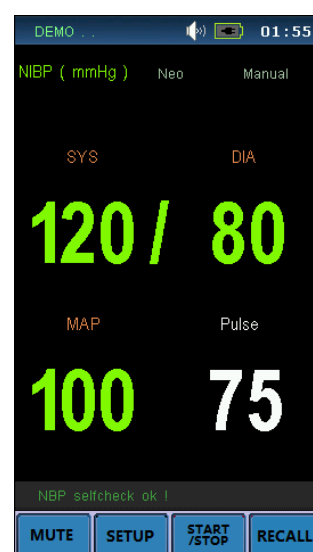 DEMO . . 01:55
NIBP ( mmHg ) Neo Manual
SYS DIA
120 / 80
MAP Pulse
100 75
NBP selfcheck ok !
MUTE SETUP START /STOP RECALL